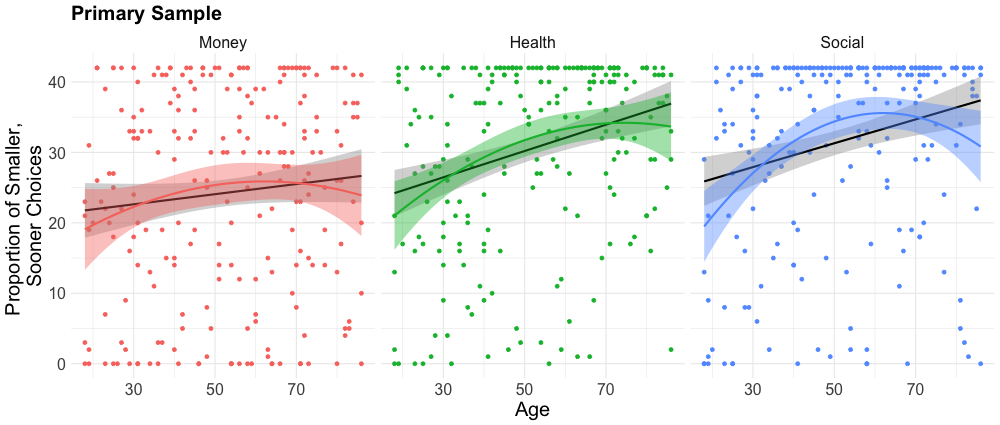 Primary Sample
Money
Health
Social
Proportion of Smaller,
Sooner Choices
40
30
20
10
0
30 50 70
30 50 70
30 50 70
Age